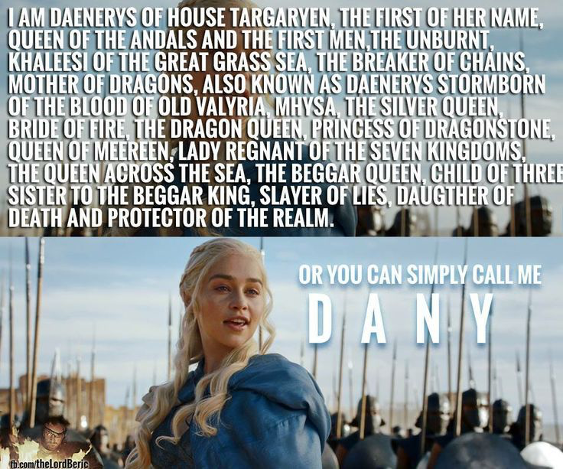 I AM DAENERYS OF HOUSE TARGARYEN, THE FIRST OF HER NAME,
QUEEN OF THE ANDALS AND THE FIRST MEN,THE UNBURNT,
KHALEESI OF THE GREAT GRASS SEA, THE BREAKER OF CHAINS,
MOTHER OF DRAGONS, ALSO KNOWN AS DAENERYS STORMBORN
OF THE BLOOD OF OLD VALYRIA, MHYSA, THE SILVER QUEEN,
BRIDE OF FIRE, THE DRAGON QUEEN, PRINCESS OF DRAGONSTONE,
QUEEN OF MEEREEN, LADY REGNANT OF THE SEVEN KINGDOMS,
THE QUEEN ACROSS THE SEA, THE BEGGAR QUEEN, CHILD OF THREE
SISTER TO THE BEGGAR KING, SLAYER OF LIES, DAUGTHER OF
DEATH AND PROTECTOR OF THE REALM.
OR YOU CAN SIMPLY CALL ME
DANY
fb.com/theLordBeric